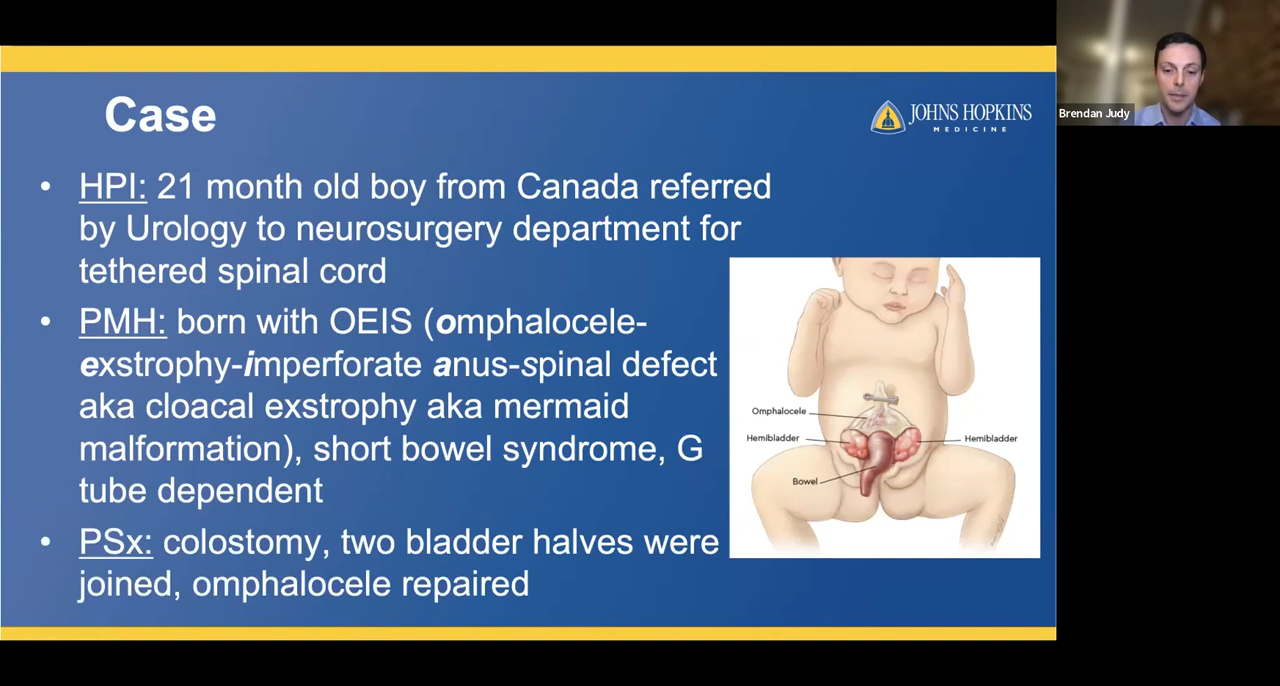 Case
JOHNS HOPKINS
MEDICINE
Brendan Judy
• HPI: 21 month old boy from Canada referred
by Urology to neurosurgery department for
tethered spinal cord
• PMH: born with OEIS (omphalocele-
exstrophy-imperforate anus-spinal defect
aka cloacal exstrophy aka mermaid
malformation), short bowel syndrome, G
tube dependent
• PSx: colostomy, two bladder halves were
joined, omphalocele repaired
Omphalocele
Hemibladder
Hemibladder
Bowel